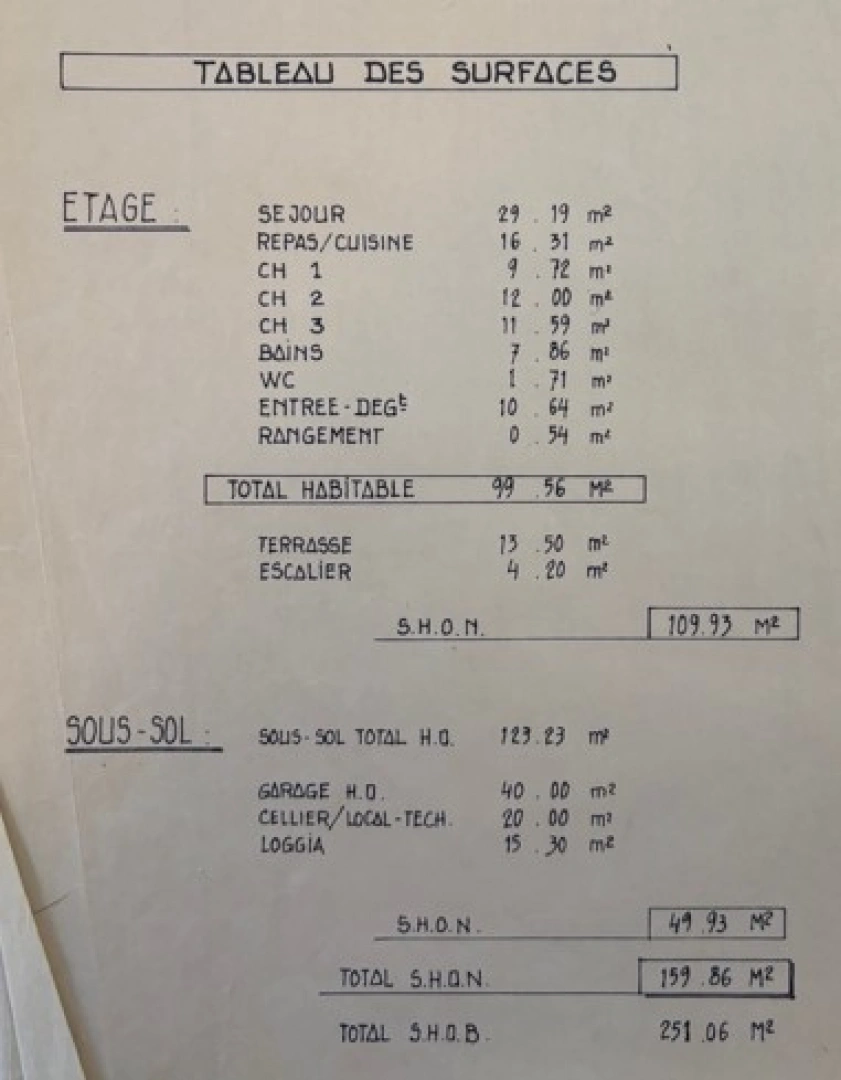 TABLEAU DES SURFACES
ETAGE :
SEJOUR 29.19 m²
REPAS/CUISINE 16.31 m²
CH 1 9.72 m²
CH 2 12.00 m²
CH 3 11.59 m²
BAINS 7.86 m²
WC 1.71 m²
ENTREE-DEGt 10.64 m²
RANGEMENT 0.54 m²
TOTAL HABITABLE 99.56 M²
TERRASSE 13.50 m²
ESCALIER 4.20 m²
S.H.O.N. 109.93 M²
SOUS-SOL :
SOUS-SOL TOTAL H.O. 123.23 m²
GARAGE H.O. 40.00 m²
CELLIER/LOCAL-TECH. 20.00 m²
LOGGIA 15.30 m²
S.H.O.N. 49.93 M²
TOTAL S.H.O.N. 159.86 M²
TOTAL S.H.O.B. 251.06 M²